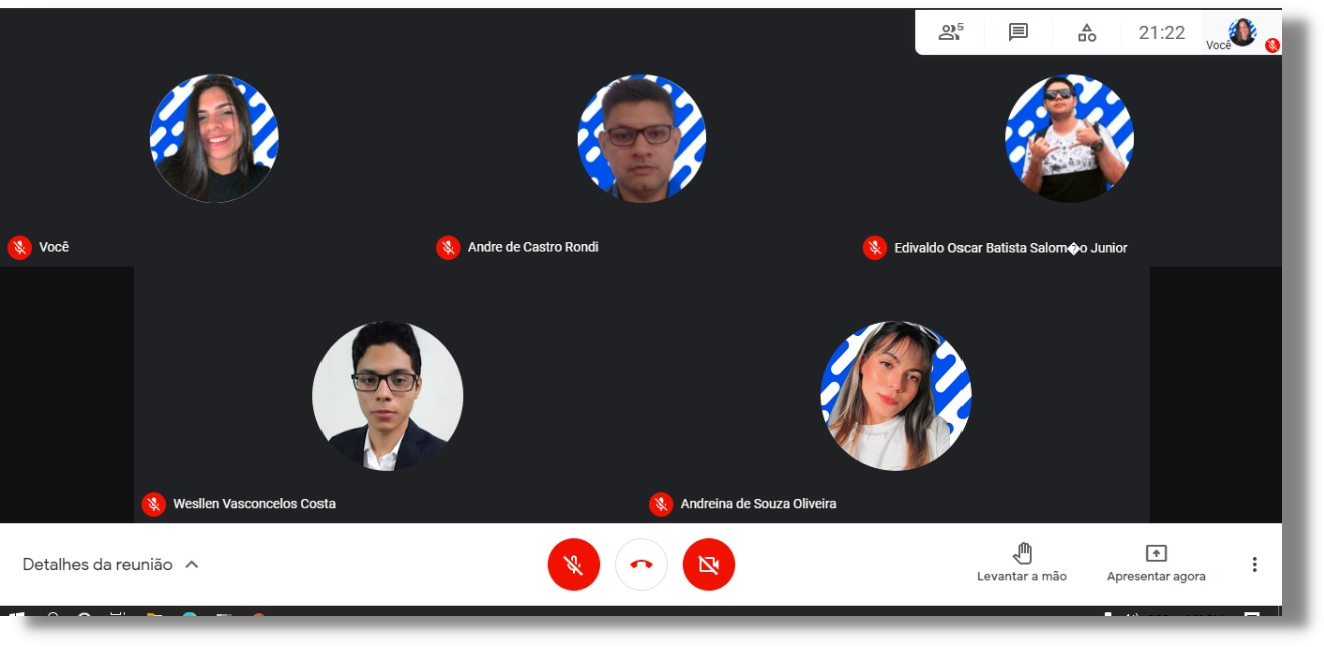 5
21:22
Você
Você
Andre de Castro Rondi
Edivaldo Oscar Batista Salom�o Junior
Wesllen Vasconcelos Costa
Andreina de Souza Oliveira
Detalhes da reunião
Levantar a mão
Apresentar agora